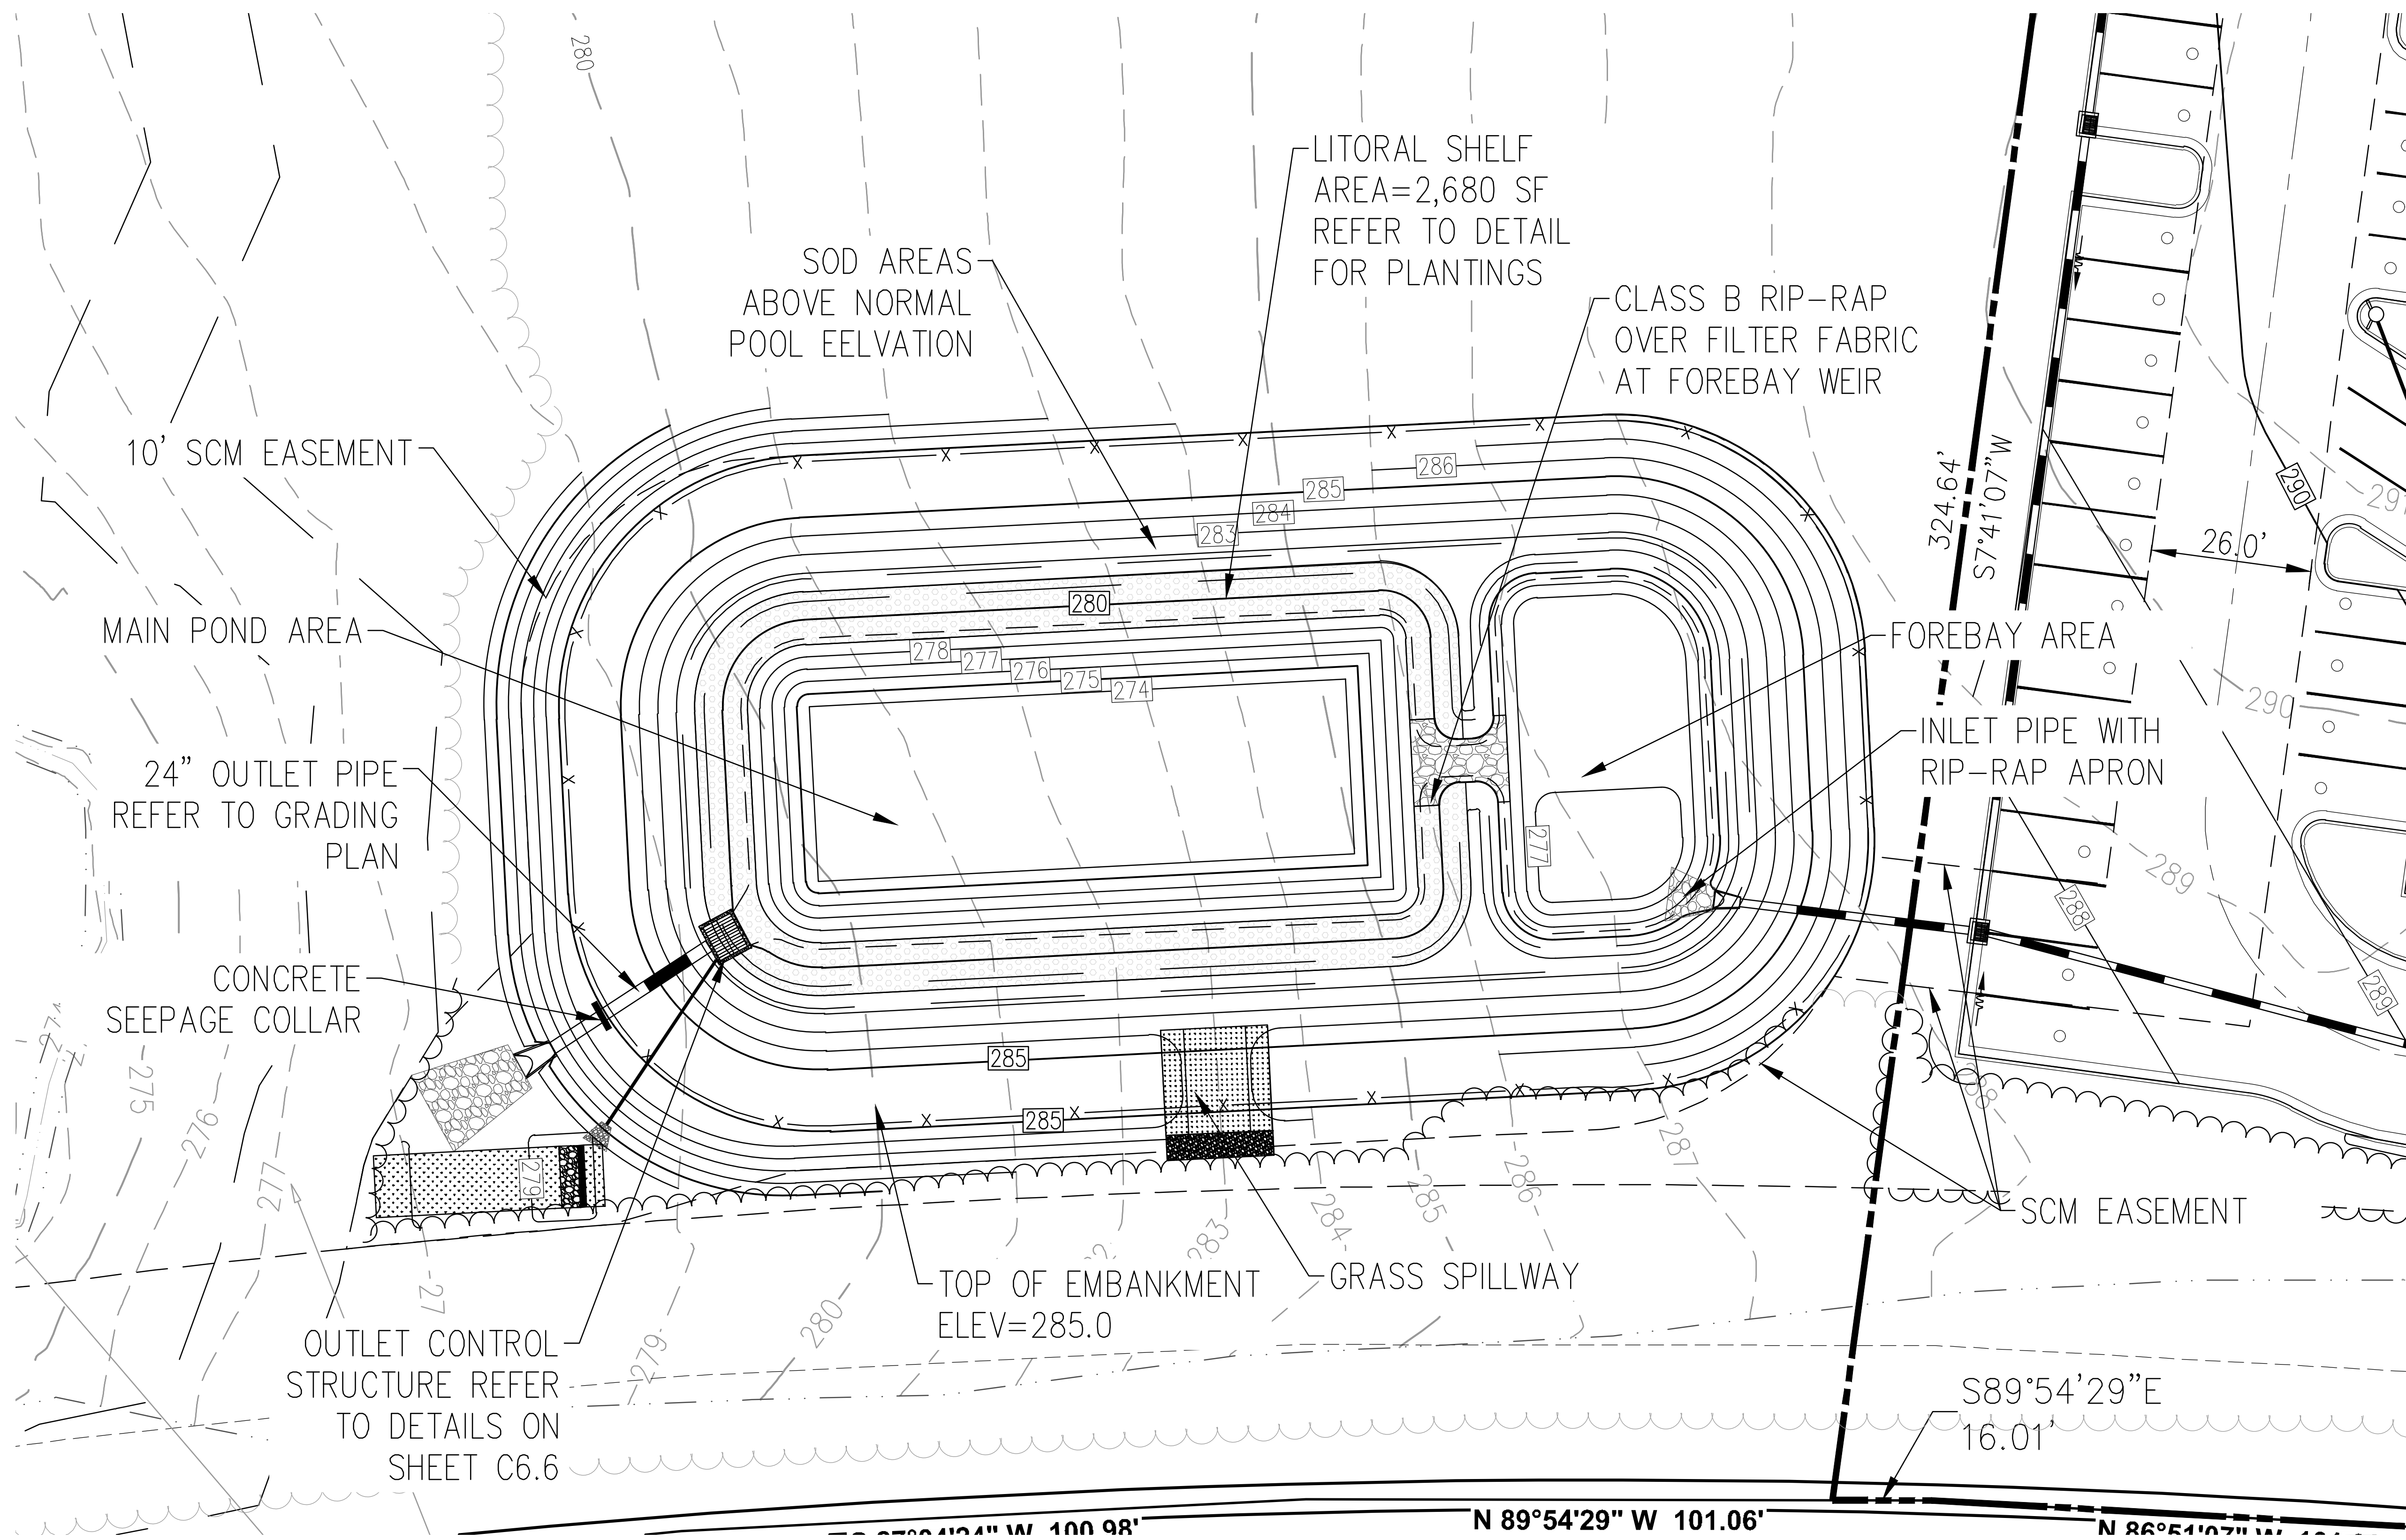 280
LITORAL SHELF
AREA=2,680 SF
REFER TO DETAIL
FOR PLANTINGS
SOD AREAS
ABOVE NORMAL
POOL EELVATION
CLASS B RIP-RAP
OVER FILTER FABRIC
AT FOREBAY WEIR
10' SCM EASEMENT
286
285
284
283
324.64'
S7°41'07"W
290
26.0'
280
278
277
276
275
274
MAIN POND AREA
FOREBAY AREA
290
INLET PIPE WITH
RIP-RAP APRON
24" OUTLET PIPE
REFER TO GRADING
PLAN
277
289
288
289
CONCRETE
SEEPAGE COLLAR
285
285
275
276
277
279
288
287
286
285
284
283
SCM EASEMENT
TOP OF EMBANKMENT
ELEV=285.0
GRASS SPILLWAY
280
279
OUTLET CONTROL
STRUCTURE REFER
TO DETAILS ON
SHEET C6.6
S89°54'29"E
16.01'
N 89°54'29" W 101.06'
W 100.98'
N 86°51'07" W